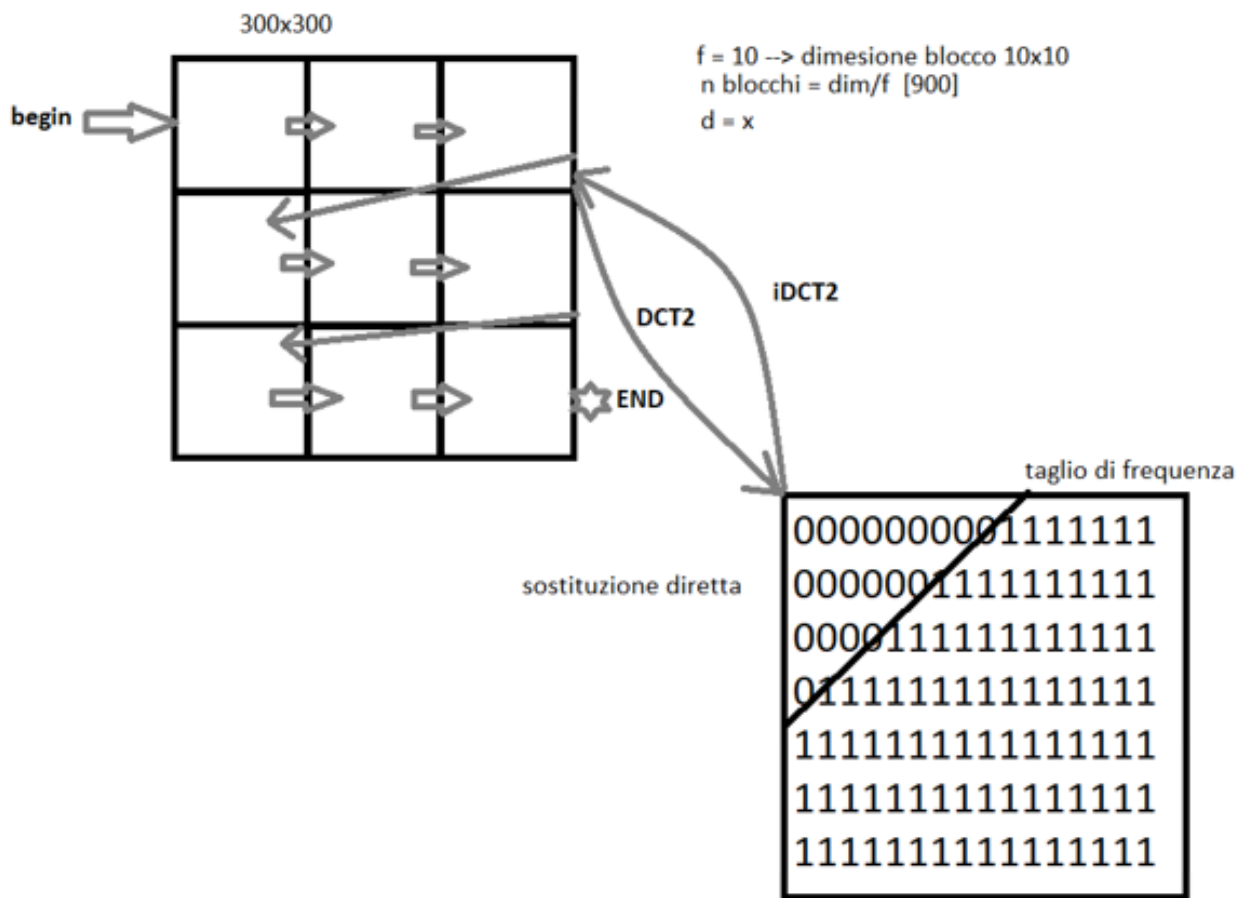 300x300
f = 10 --> dimesione blocco 10x10
n blocchi = dim/f [900]
d = x
begin
iDCT2
DCT2
END
taglio di frequenza
sostituzione diretta
0000000001111111
0000001111111111
0000111111111111
0111111111111111
1111111111111111
1111111111111111
1111111111111111